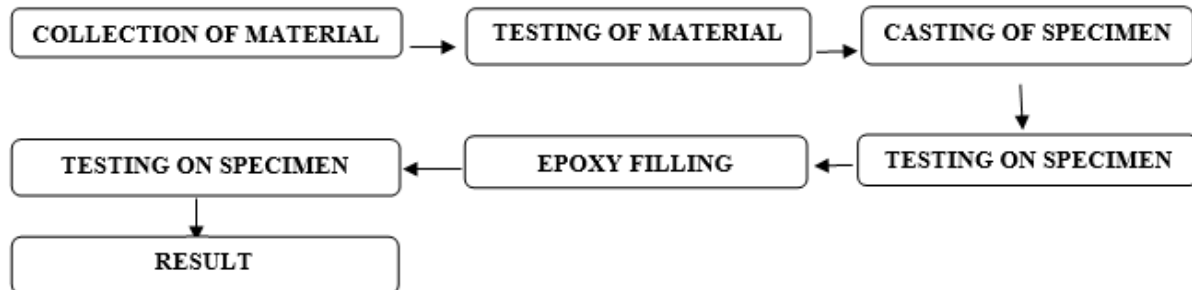 COLLECTION OF MATERIAL
TESTING OF MATERIAL
CASTING OF SPECIMEN
TESTING ON SPECIMEN
EPOXY FILLING
TESTING ON SPECIMEN
RESULT